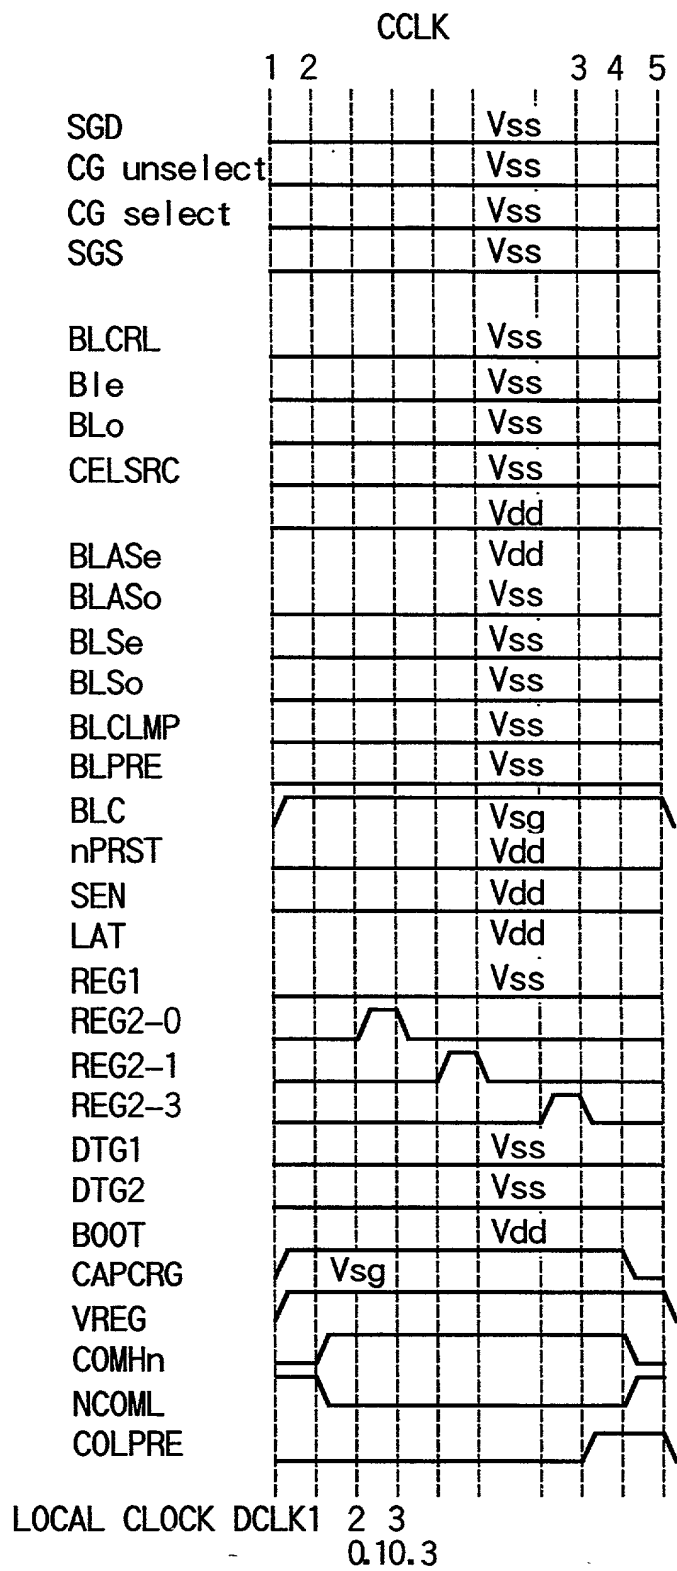 CCLK
1 2 3 4 5
SGD Vss
CG unselect Vss
CG select Vss
SGS Vss
BLCRL Vss
Ble Vss
BLo Vss
CELSRC Vss
Vdd
BLASe Vdd
BLASo Vss
BLSe Vss
BLSo Vss
BLCLMP Vss
BLPRE Vss
BLC Vsg
nPRST Vdd
SEN Vdd
LAT Vdd
REG1 Vss
REG2-0
REG2-1
REG2-3
DTG1 Vss
DTG2 Vss
BOOT Vdd
CAPCRG Vsg
VREG
COMHn
NCOML
COLPRE
LOCAL CLOCK DCLK1 2 3
0.10.3